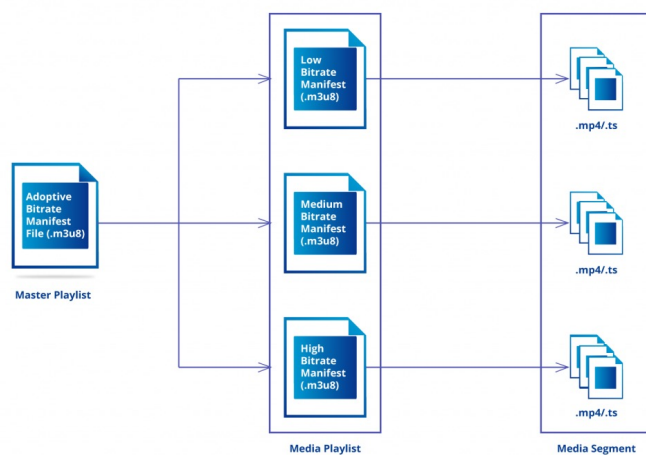 Low
Bitrate
Manifest
(.m3u8)
.mp4/.ts
Adoptive
Bitrate
Manifest
File (.m3u8)
Master Playlist
Medium
Bitrate
Manifest
(.m3u8)
.mp4/.ts
High
Bitrate
Manifest
(.m3u8)
.mp4/.ts
Media Playlist
Media Segment